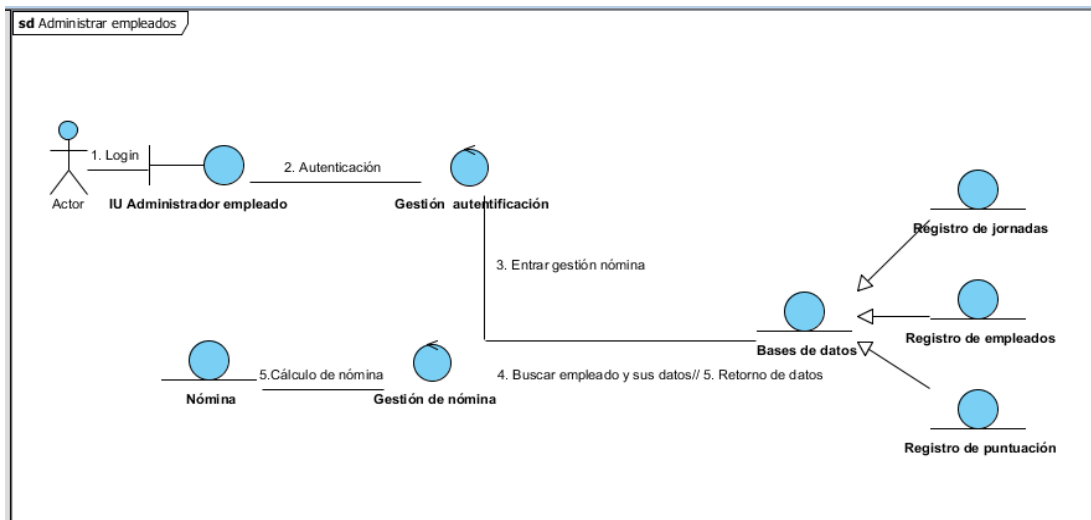 sd Administrar empleados
1. Login
2. Autenticación
Actor
IU Administrador empleado
Gestión autentificación
Registro de jornadas
3. Entrar gestión nómina
Registro de empleados
Bases de datos
5.Cálculo de nómina
4. Buscar empleado y sus datos// 5. Retorno de datos
Nómina
Gestión de nómina
Registro de puntuación